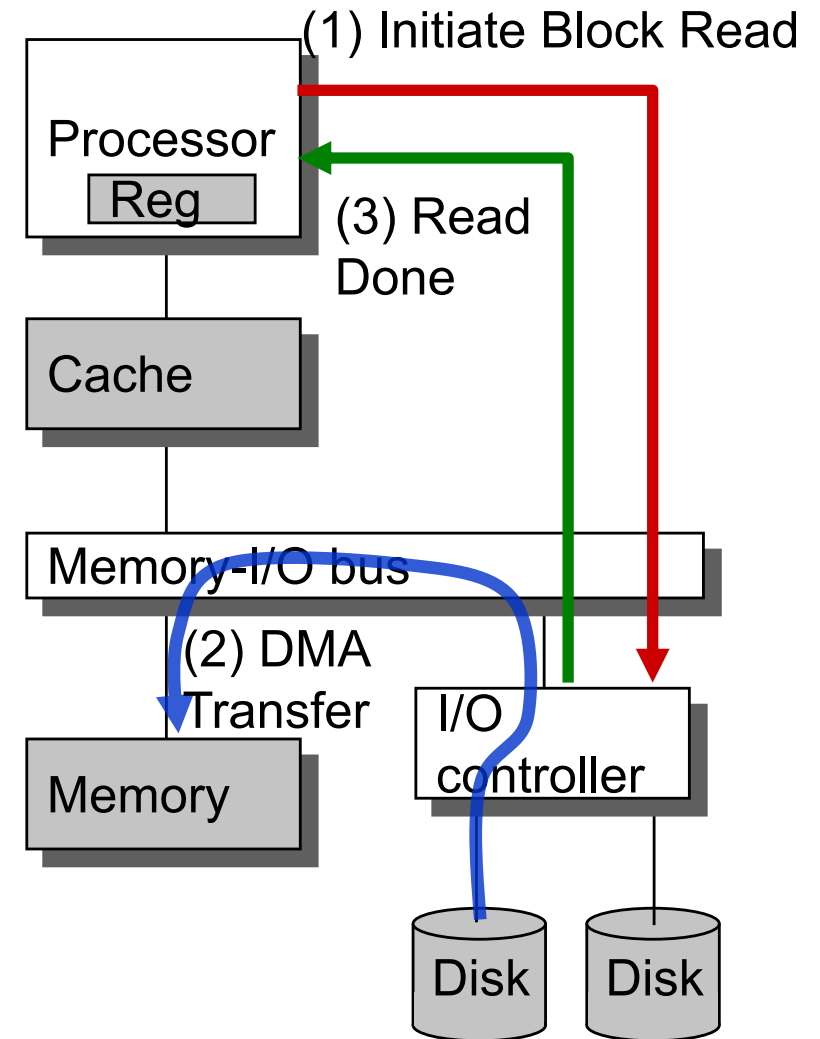 (1) Initiate Block Read
Processor
Reg
(3) Read
Done
Cache
Memory-I/O bus
(2) DMA
Transfer
I/O
controller
Memory
Disk
Disk